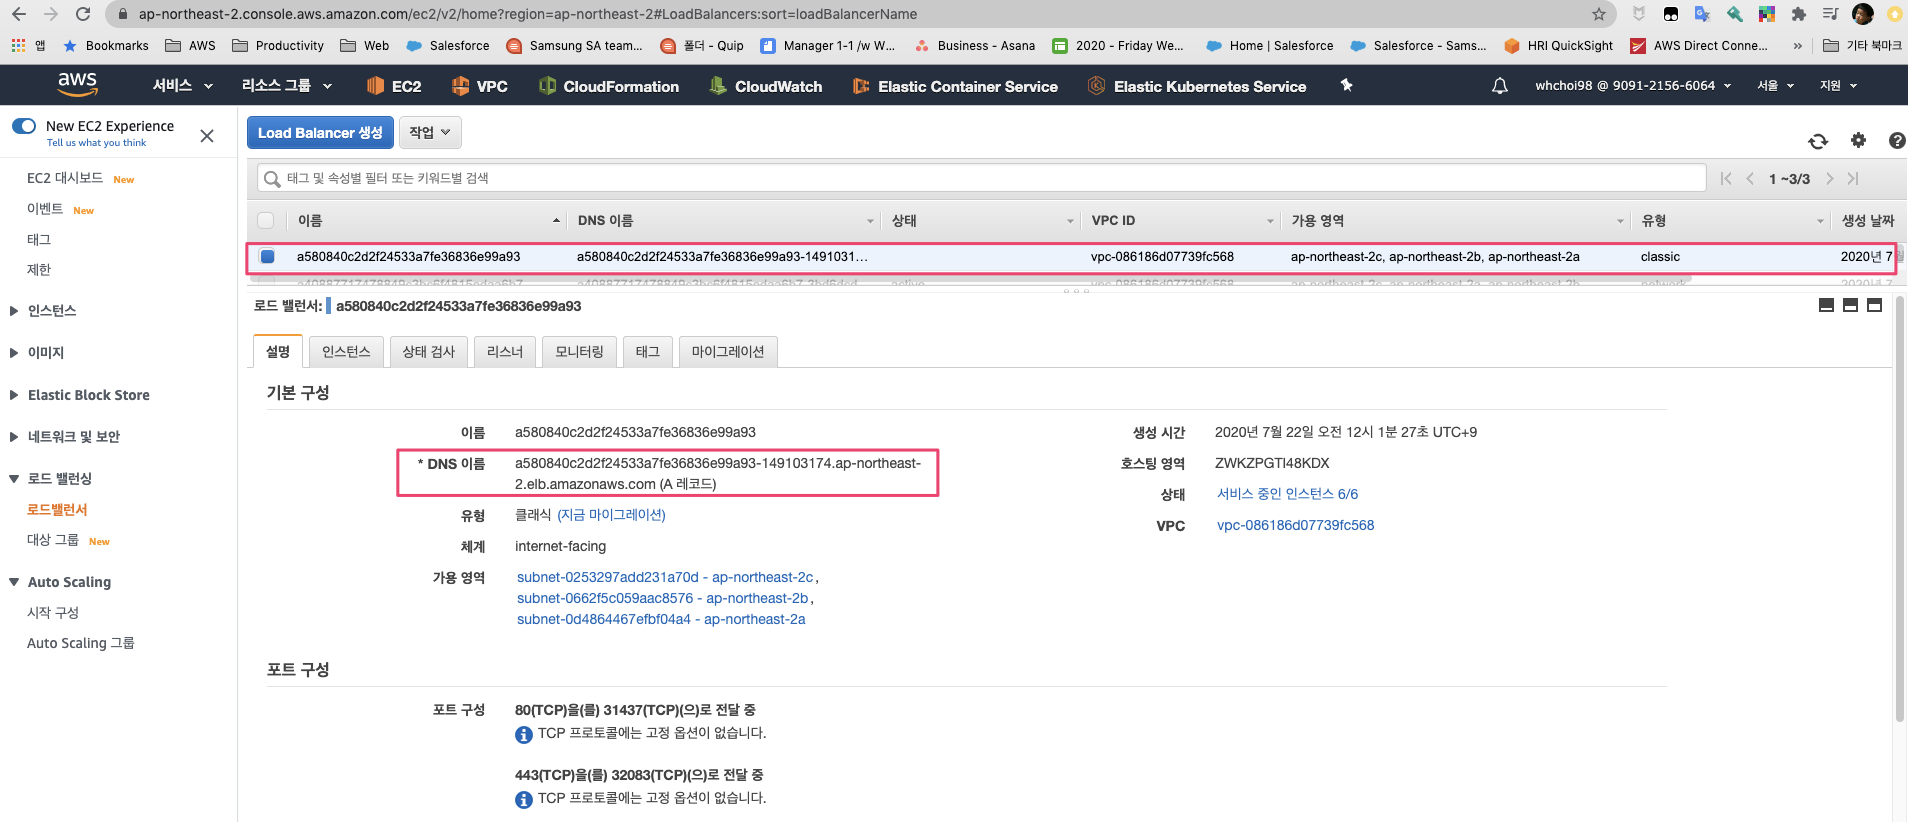 ap-northeast-2.console.aws.amazon.com/ec2/v2/home?region=ap-northeast-2#LoadBalancers:sort=loadBalancerName
앱 Bookmarks AWS Productivity Web Salesforce Samsung SA team... 폴더 - Quip Manager 1-1 /w W... Business - Asana 2020 - Friday We... Home | Salesforce Salesforce - Sams... HRI QuickSight AWS Direct Conne... » 기타 북마크
aws 서비스 리소스 그룹 EC2 VPC CloudFormation CloudWatch Elastic Container Service Elastic Kubernetes Service whchoi98 @ 9091-2156-6064 서울 지원
New EC2 Experience
Tell us what you think
EC2 대시보드 New
이벤트 New
태그
제한
인스턴스
이미지
Elastic Block Store
네트워크 및 보안
로드 밸런싱
로드밸런서
대상 그룹 New
Auto Scaling
시작 구성
Auto Scaling 그룹
Load Balancer 생성 작업
태그 및 속성별 필터 또는 키워드별 검색 1 ~3/3
이름 DNS 이름 상태 VPC ID 가용 영역 유형 생성 날짜
a580840c2d2f24533a7fe36836e99a93 a580840c2d2f24533a7fe36836e99a93-1491031... vpc-086186d07739fc568 ap-northeast-2c, ap-northeast-2b, ap-northeast-2a classic 2020년 7월
로드 밸런서: a580840c2d2f24533a7fe36836e99a93
설명 인스턴스 상태 검사 리스너 모니터링 태그 마이그레이션
기본 구성
이름 a580840c2d2f24533a7fe36836e99a93
* DNS 이름 a580840c2d2f24533a7fe36836e99a93-149103174.ap-northeast-
2.elb.amazonaws.com (A 레코드)
유형 클래식 (지금 마이그레이션)
체계 internet-facing
가용 영역 subnet-0253297add231a70d - ap-northeast-2c,
subnet-0662f5c059aac8576 - ap-northeast-2b,
subnet-0d4864467efbf04a4 - ap-northeast-2a
생성 시간 2020년 7월 22일 오전 12시 1분 27초 UTC+9
호스팅 영역 ZWKZPGTI48KDX
상태 서비스 중인 인스턴스 6/6
VPC vpc-086186d07739fc568
포트 구성
포트 구성 80(TCP)을(를) 31437(TCP)(으)로 전달 중
TCP 프로토콜에는 고정 옵션이 없습니다.
443(TCP)을(를) 32083(TCP)(으)로 전달 중
TCP 프로토콜에는 고정 옵션이 없습니다.